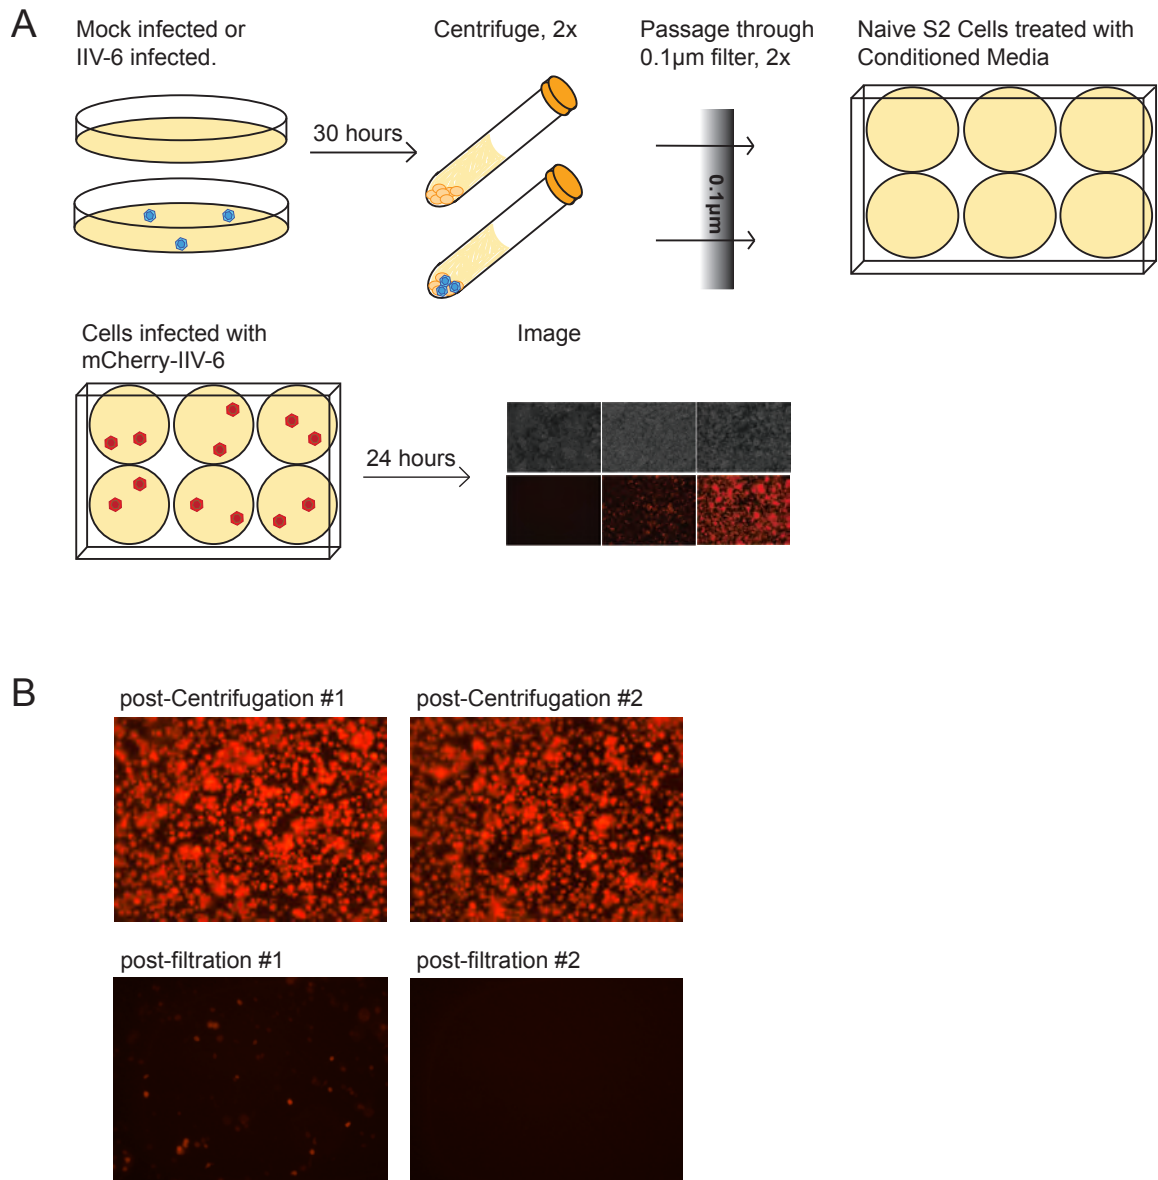 A
Mock infected or
IIV-6 infected.
30 hours
Centrifuge, 2x
Passage through
0.1µm filter, 2x
0.1µm
Naive S2 Cells treated with
Conditioned Media
Cells infected with
mCherry-IIV-6
24 hours
Image
B
post-Centrifugation #1
post-Centrifugation #2
post-filtration #1
post-filtration #2